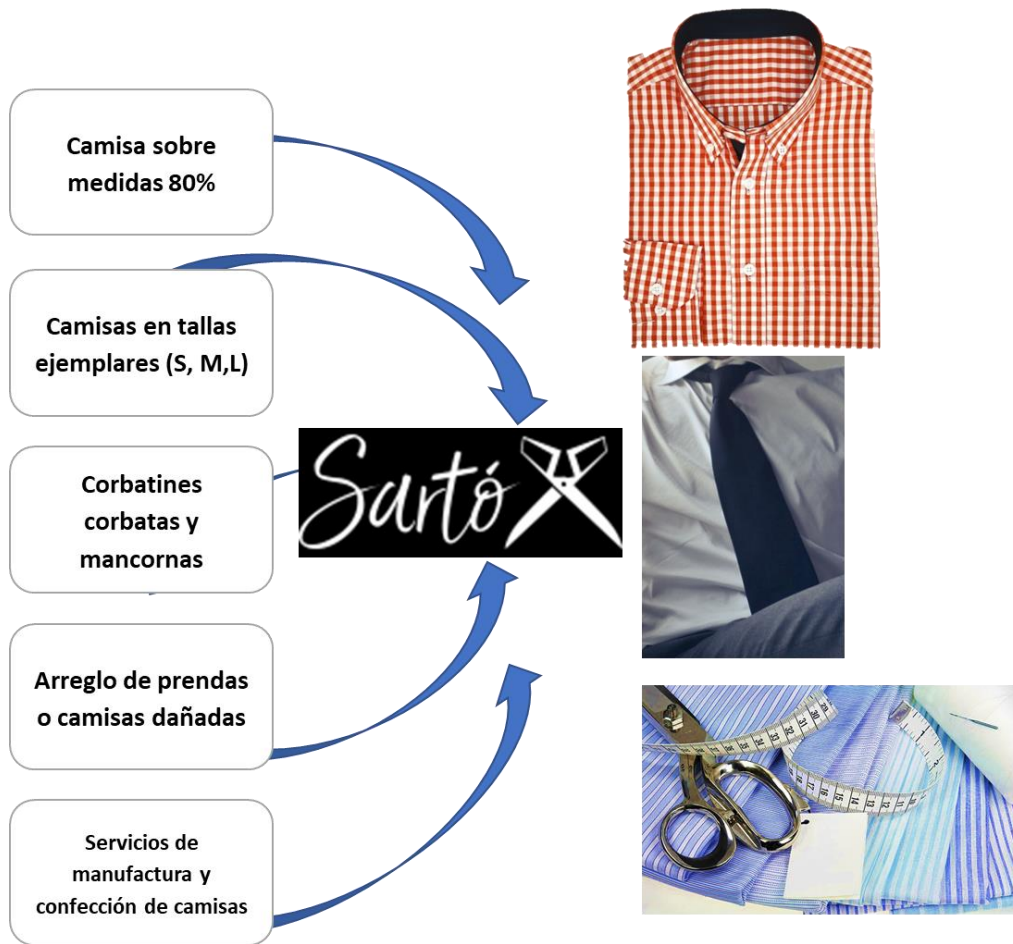 Camisa sobre
medidas 80%
Camisas en tallas
ejemplares (S, M,L)
Corbatines
corbatas y
mancornas
Arreglo de prendas
o camisas dañadas
Servicios de
manufactura y
confección de camisas
Sartó